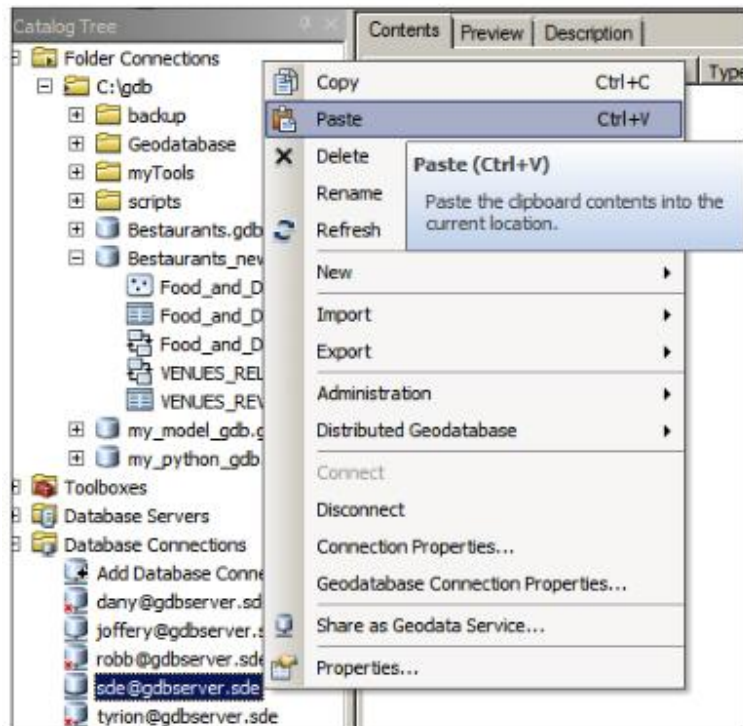 Catalog Tree
Folder Connections
C:\gdb
backup
Geodatabase
myTools
scripts
Bestaurants.gdb
Bestaurants_new
Food_and_D
Food_and_D
Food_and_D
VENUES_REL
VENUES_REV
my_model_gdb.g
my_python_gdb
Toolboxes
Database Servers
Database Connections
Add Database Conne
dany@gdbserver.sd
joffery@gdbserver.s
robb@gdbserver.sde
sde@gdbserver.sde
tyrion@gdbserver.sde
Contents Preview Description
Type
Copy Ctrl+C
Paste Ctrl+V
Delete
Rename
Refresh
Paste (Ctrl+V)
Paste the clipboard contents into the
current location.
New
Import
Export
Administration
Distributed Geodatabase
Connect
Disconnect
Connection Properties...
Geodatabase Connection Properties...
Share as Geodata Service...
Properties...